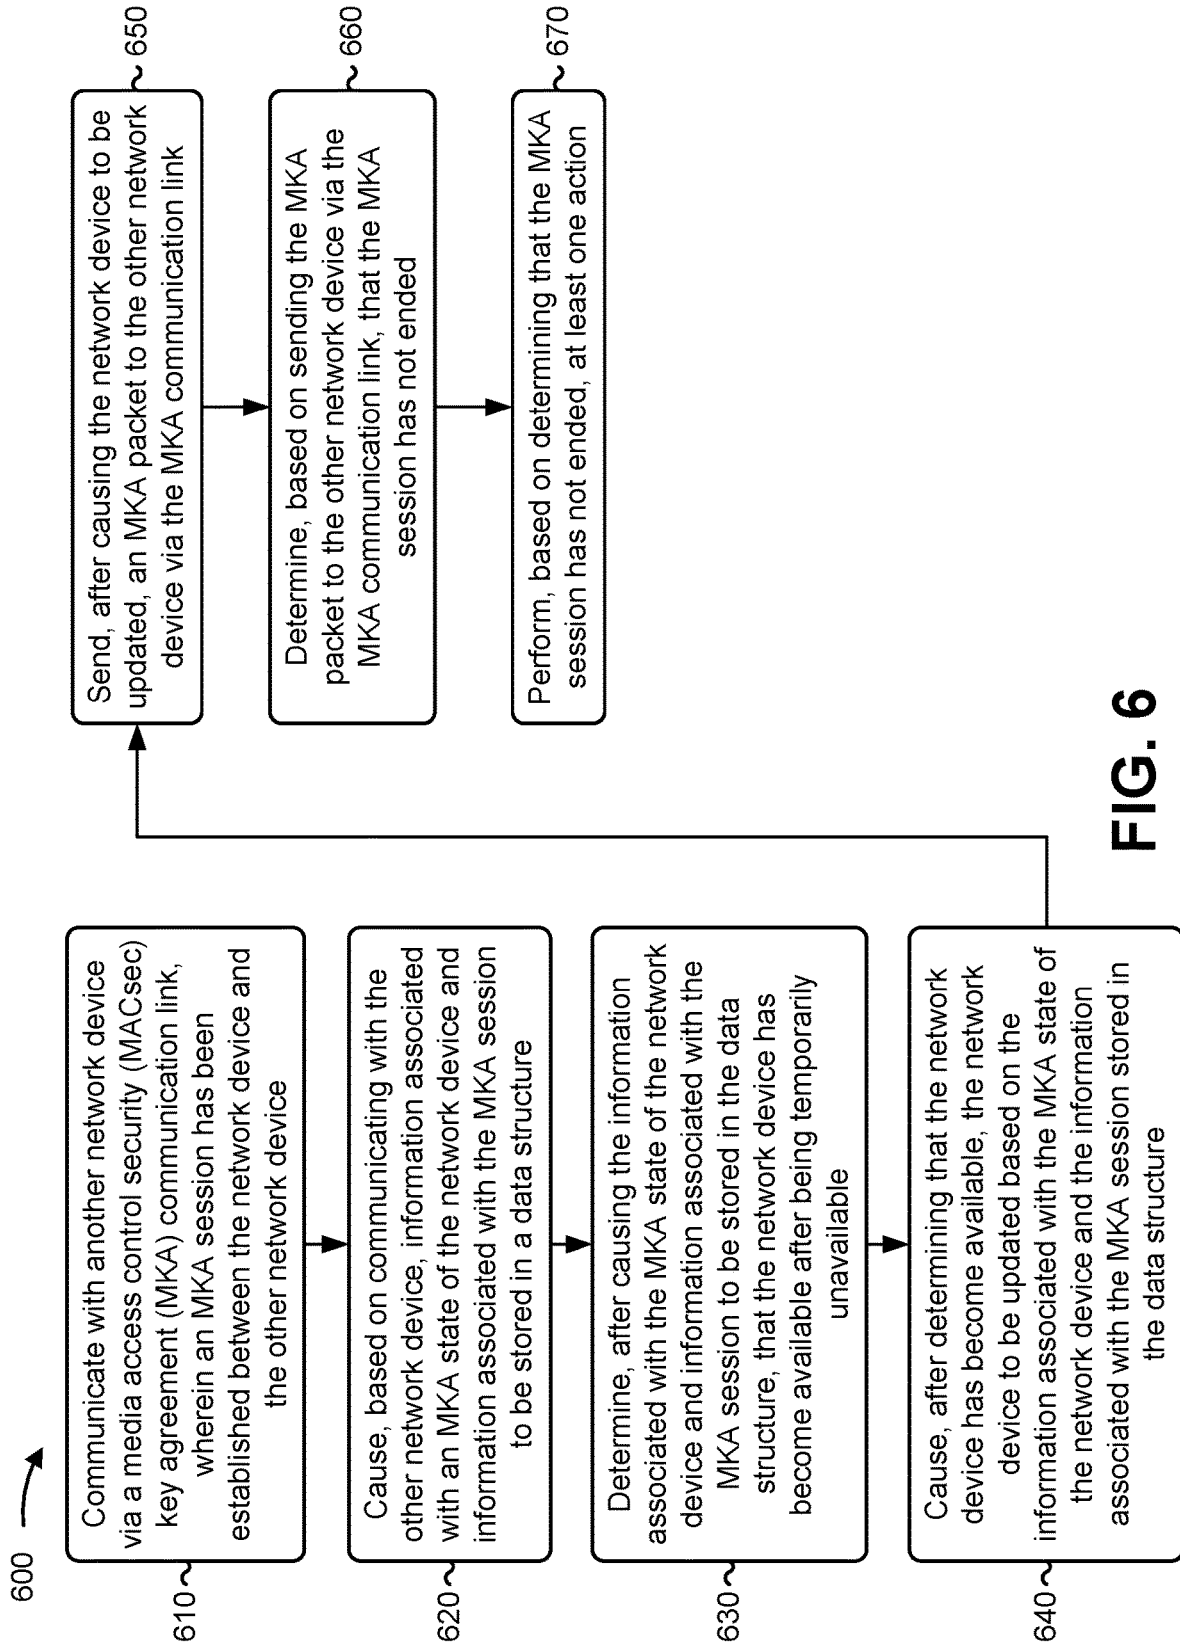 600
610
Communicate with another network device
via a media access control security (MACsec)
key agreement (MKA) communication link,
wherein an MKA session has been
established between the network device and
the other network device
620
Cause, based on communicating with the
other network device, information associated
with an MKA state of the network device and
information associated with the MKA session
to be stored in a data structure
630
Determine, after causing the information
associated with the MKA state of the network
device and information associated with the
MKA session to be stored in the data
structure, that the network device has
become available after being temporarily
unavailable
640
Cause, after determining that the network
device has become available, the network
device to be updated based on the
information associated with the MKA state of
the network device and the information
associated with the MKA session stored in
the data structure
650
Send, after causing the network device to be
updated, an MKA packet to the other network
device via the MKA communication link
660
Determine, based on sending the MKA
packet to the other network device via the
MKA communication link, that the MKA
session has not ended
670
Perform, based on determining that the MKA
session has not ended, at least one action
FIG. 6